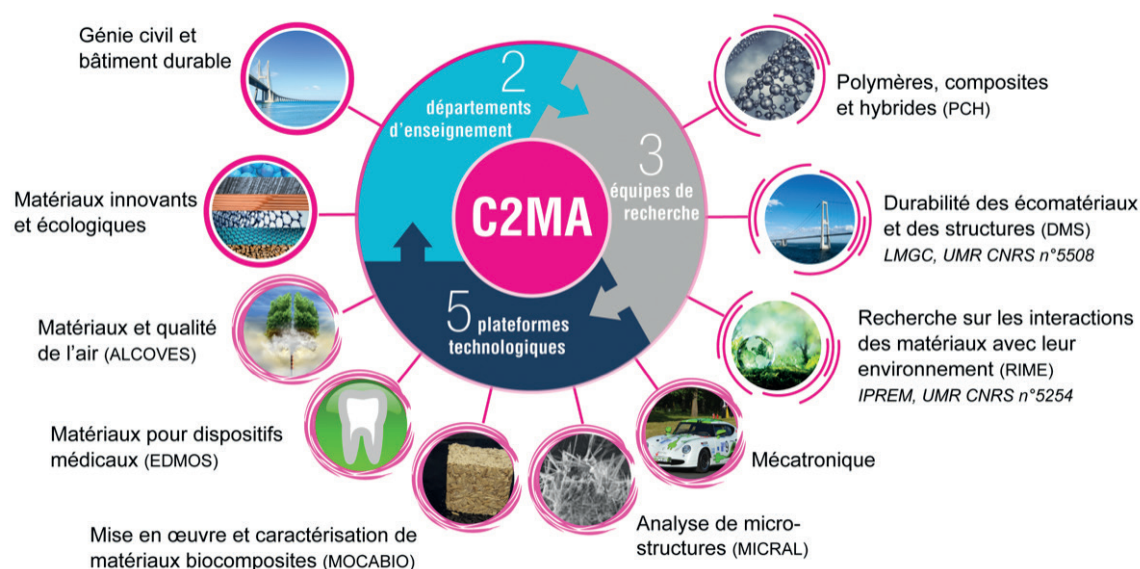 Génie civil et
bâtiment durable
Matériaux innovants
et écologiques
Matériaux et qualité
de l'air (ALCOVES)
Matériaux pour dispositifs
médicaux (EDMOS)
Mise en œuvre et caractérisation de
matériaux biocomposites (MOCABIO)
2
départements
d'enseignement
C2MA
3
équipes de
recherche
5 plateformes
technologiques
Polymères, composites
et hybrides (PCH)
Durabilité des écomatériaux
et des structures (DMS)
LMGC, UMR CNRS n°5508
Recherche sur les interactions
des matériaux avec leur
environnement (RIME)
IPREM, UMR CNRS n°5254
Mécatronique
Analyse de micro-
structures (MICRAL)